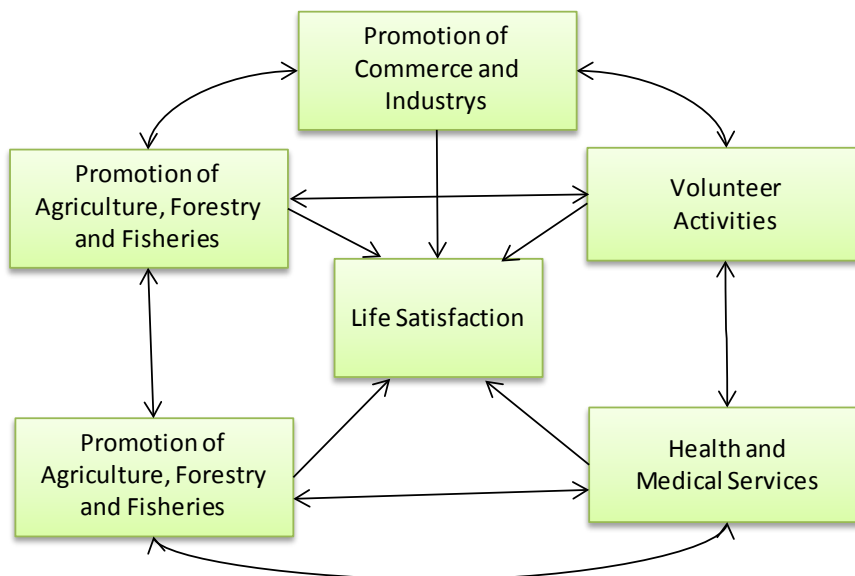 Promotion of
Commerce and
Industrys
Promotion of
Agriculture, Forestry
and Fisheries
Volunteer
Activities
Life Satisfaction
Promotion of
Agriculture, Forestry
and Fisheries
Health and
Medical Services